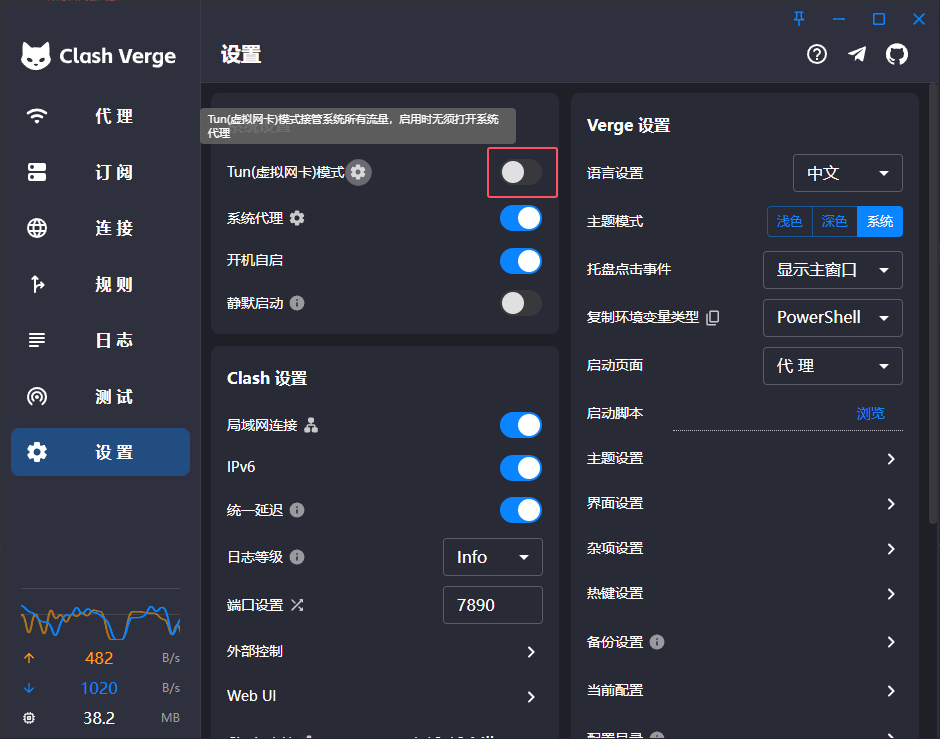 Clash Verge
设置
代 理
订 阅
连 接
规 则
日 志
测 试
设 置
482 B/s
1020 B/s
38.2 MB
Tun(虚拟网卡)模式接管系统所有流量，启用时无须打开系统
代理
Tun(虚拟网卡)模式
系统代理
开机自启
静默启动
Clash 设置
局域网连接
IPv6
统一延迟
日志等级 Info
端口设置 7890
外部控制
Web UI
Verge 设置
语言设置 中文
主题模式 浅色 深色 系统
托盘点击事件 显示主窗口
复制环境变量类型 PowerShell
启动页面 代 理
启动脚本 浏览
主题设置
界面设置
杂项设置
热键设置
备份设置
当前配置
配置目录